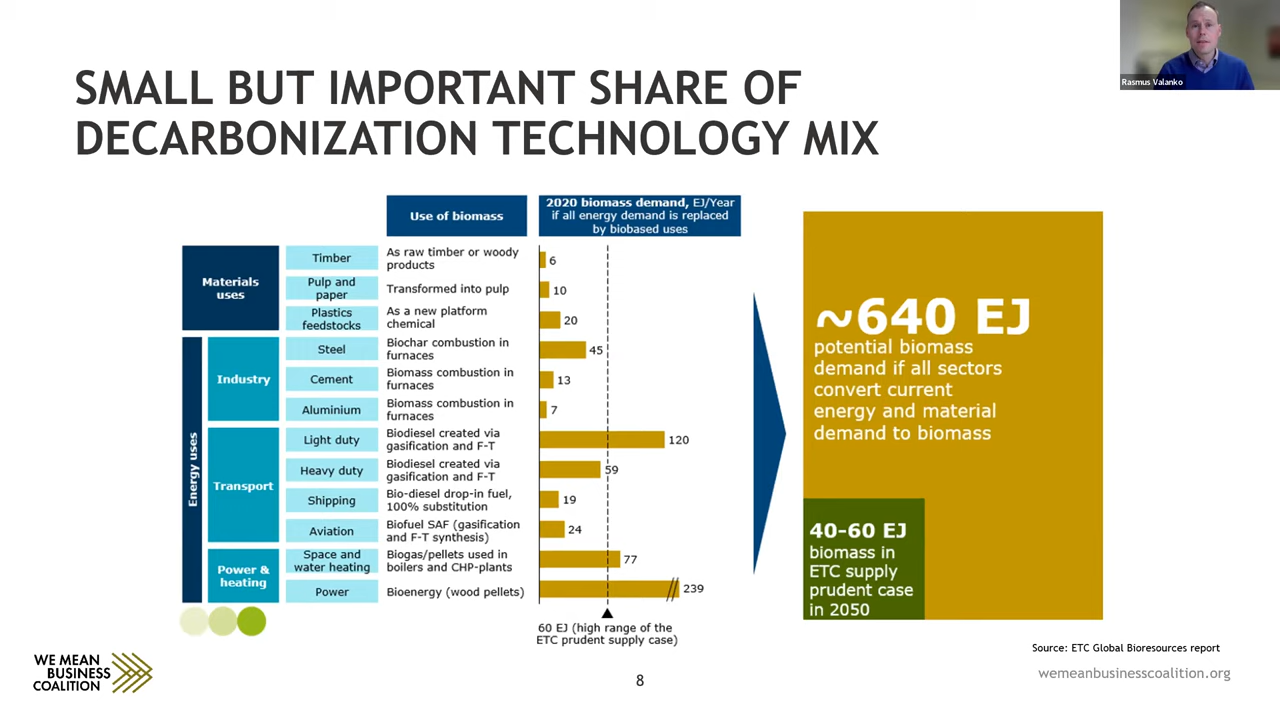 Rasmus Valanko
SMALL BUT IMPORTANT SHARE OF
DECARBONIZATION TECHNOLOGY MIX
Use of biomass
2020 biomass demand, EJ/Year
if all energy demand is replaced
by biobased uses
Materials
uses
Timber
As raw timber or woody
products
6
Pulp and
paper
Transformed into pulp
10
Plastics
feedstocks
As a new platform
chemical
20
Energy uses
Industry
Steel
Biochar combustion in
furnaces
45
Cement
Biomass combustion in
furnaces
13
Aluminium
Biomass combustion in
furnaces
7
Transport
Light duty
Biodiesel created via
gasification and F-T
120
Heavy duty
Biodiesel created via
gasification and F-T
59
Shipping
Bio-diesel drop-in fuel,
100% substitution
19
Aviation
Biofuel SAF (gasification
and F-T synthesis)
24
Power &
heating
Space and
water heating
Biogas/pellets used in
boilers and CHP-plants
77
Power
Bioenergy (wood pellets)
239
60 EJ (high range of the
ETC prudent supply case)
~640 EJ
potential biomass
demand if all sectors
convert current
energy and material
demand to biomass
40-60 EJ
biomass in
ETC supply
prudent case
in 2050
Source: ETC Global Bioresources report
WE MEAN
BUSINESS
COALITION
8
wemeanbusinesscoalition.org